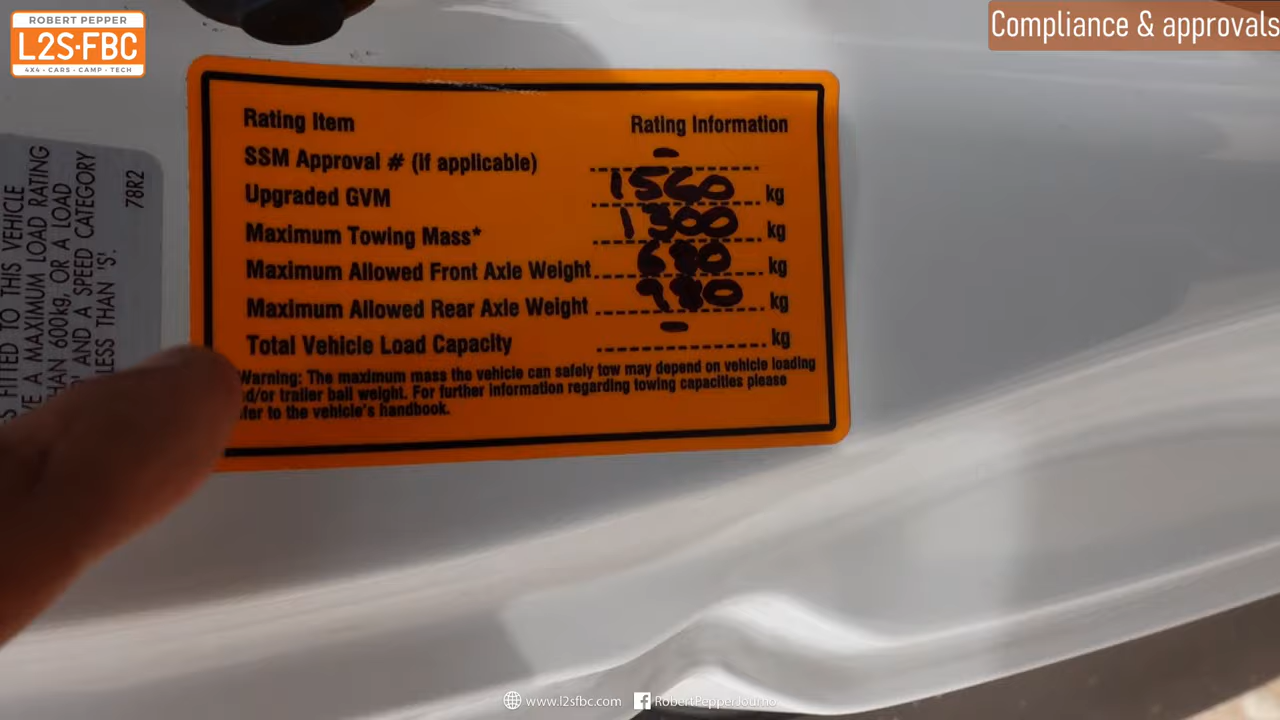 ROBERT PEPPER
L2S·FBC
4X4 · CARS · CAMP · TECH
Compliance & approvals
S FITTED TO THIS VEHICLE
VE A MAXIMUM LOAD RATING
HAN 600kg, OR A LOAD
AND A SPEED CATEGORY
LESS THAN 'S'.
78R2
Rating Item Rating Information
SSM Approval # (if applicable) -
Upgraded GVM 1560 kg
Maximum Towing Mass* 1300 kg
Maximum Allowed Front Axle Weight 680 kg
Maximum Allowed Rear Axle Weight 980 kg
Total Vehicle Load Capacity - kg
Warning: The maximum mass the vehicle can safely tow may depend on vehicle loading
d/or trailer ball weight. For further information regarding towing capacities please
fer to the vehicle's handbook.
www.l2sfbc.com RobertPepperJourno